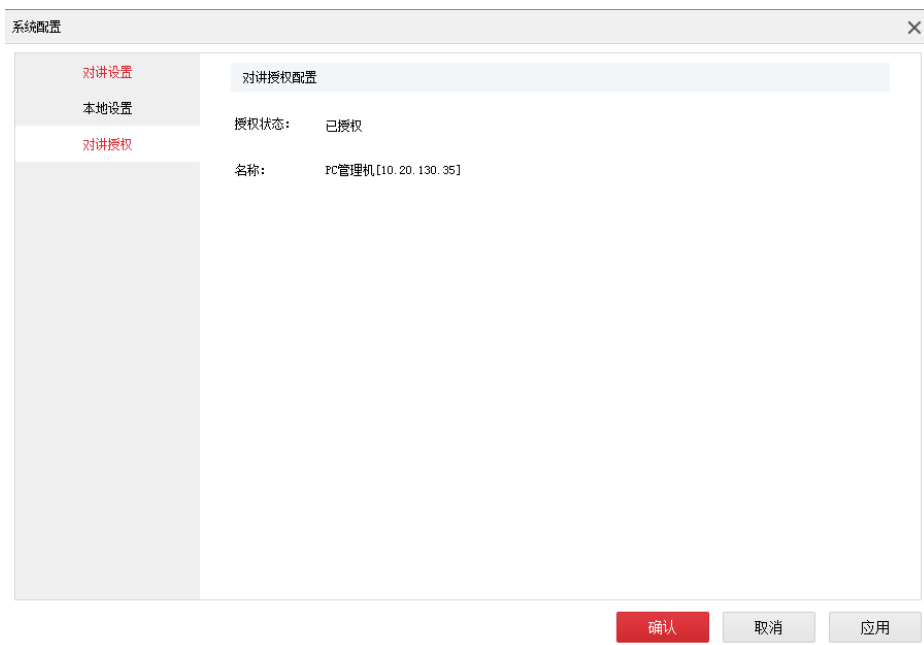 系统配置
对讲设置
本地设置
对讲授权
对讲授权配置
授权状态: 已授权
名称: PC管理机[10.20.130.35]
确认 取消 应用